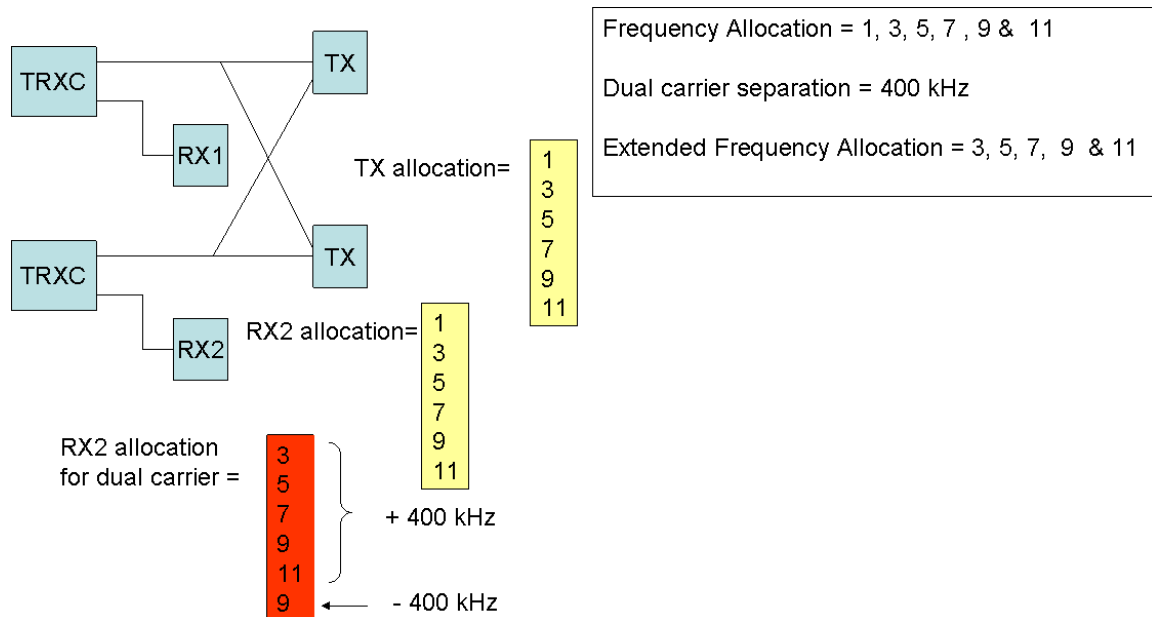 TRXC
TX
RX1
TRXC
TX
RX2
Frequency Allocation = 1, 3, 5, 7 , 9 & 11
Dual carrier separation = 400 kHz
Extended Frequency Allocation = 3, 5, 7, 9 & 11
TX allocation=
1
3
5
7
9
11
RX2 allocation=
1
3
5
7
9
11
RX2 allocation
for dual carrier =
3
5
7
9
11
9
+ 400 kHz
- 400 kHz